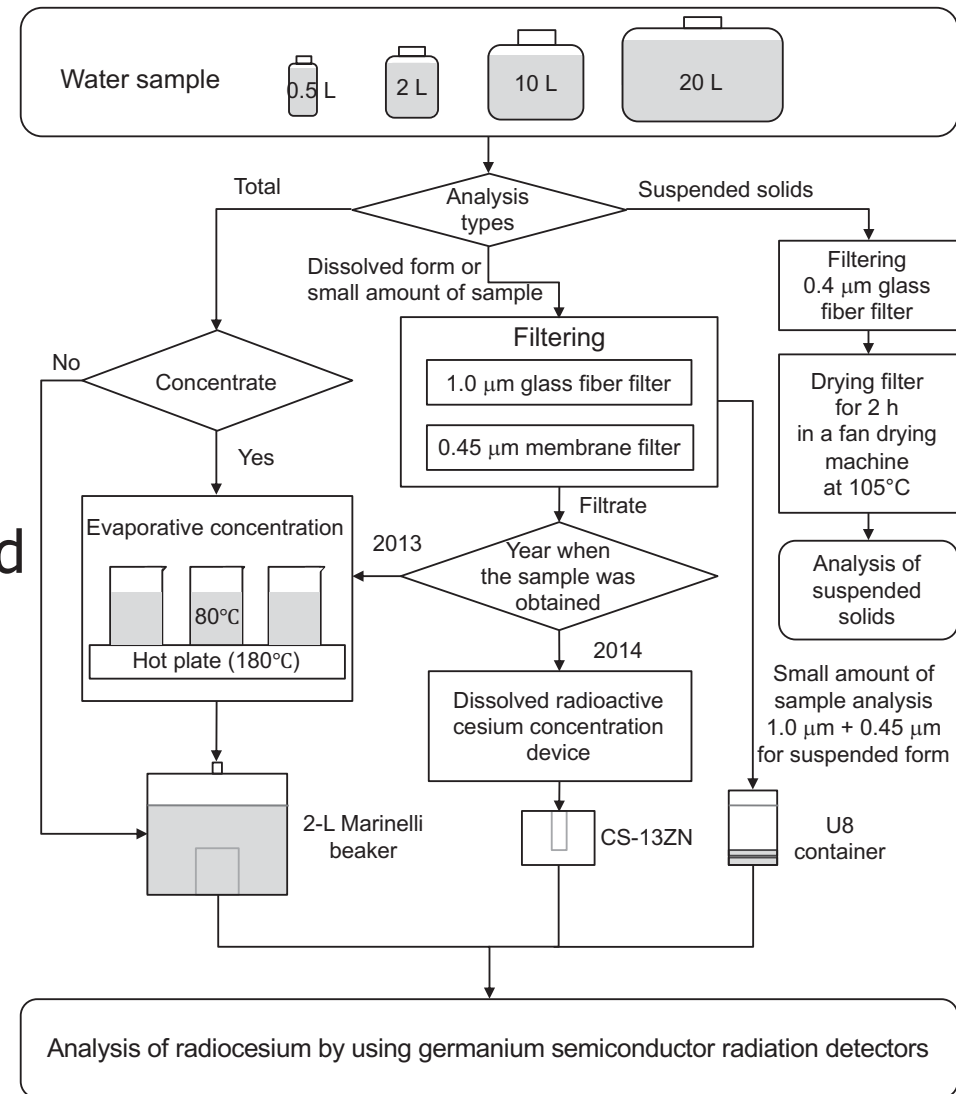 Water sample
0.5 L
2 L
10 L
20 L
Analysis
types
Total
Suspended solids
Dissolved form or
small amount of sample
Filtering
0.4 μm glass
fiber filter
Filtering
1.0 μm glass fiber filter
0.45 μm membrane filter
No
Concentrate
Yes
Drying filter
for 2 h
in a fan drying
machine
at 105°C
Filtrate
d
Evaporative concentration
80℃
Hot plate (180℃)
2013
Year when
the sample was
obtained
2014
Analysis of
suspended
solids
Dissolved radioactive
cesium concentration
device
Small amount of
sample analysis
1.0 μm + 0.45 μm
for suspended form
2-L Marinelli
beaker
CS-13ZN
U8
container
Analysis of radiocesium by using germanium semiconductor radiation detectors